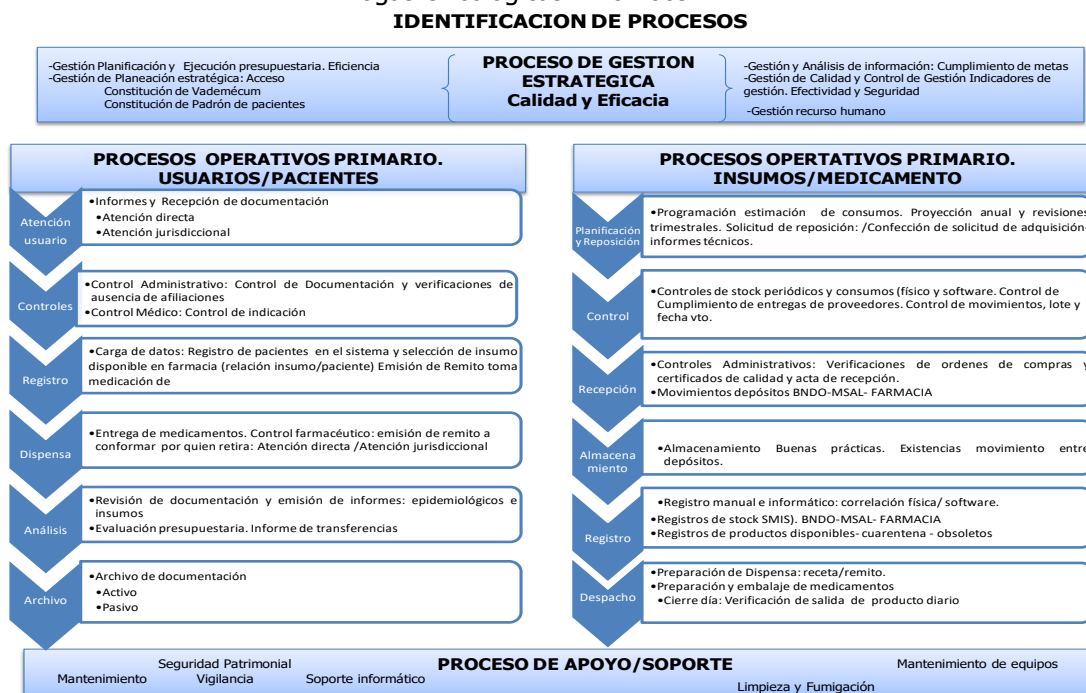 IDENTIFICACION DE PROCESOS
-Gestión Planificación y Ejecución presupuestaria. Eficiencia
-Gestión de Planeación estratégica: Acceso
Constitución de Vademécum
Constitución de Padrón de pacientes
PROCESO DE GESTION
ESTRATEGICA
Calidad y Eficacia
-Gestión y Análisis de información: Cumplimiento de metas
-Gestión de Calidad y Control de Gestión Indicadores de
gestión. Efectividad y Seguridad
-Gestión recurso humano
PROCESOS OPERATIVOS PRIMARIO.
USUARIOS/PACIENTES
Atención
usuario
•Informes y Recepción de documentación
•Atención directa
•Atención jurisdiccional
Controles
•Control Administrativo: Control de Documentación y verificaciones de
ausencia de afiliaciones
•Control Médico: Control de indicación
Registro
•Carga de datos: Registro de pacientes en el sistema y selección de insumo
disponible en farmacia (relación insumo/paciente) Emisión de Remito toma
medicación de
Dispensa
•Entrega de medicamentos. Control farmacéutico: emisión de remito a
conformar por quien retira: Atención directa /Atención jurisdiccional
Análisis
•Revisión de documentación y emisión de informes: epidemiológicos e
insumos
•Evaluación presupuestaria. Informe de transferencias
Archivo
•Archivo de documentación
•Activo
•Pasivo
PROCESOS OPERTATIVOS PRIMARIO.
INSUMOS/MEDICAMENTO
Planificación
y Reposición
•Programación estimación de consumos. Proyección anual y revisiones
trimestrales. Solicitud de reposición: /Confección de solicitud de adquisición-
informes técnicos.
Control
•Controles de stock periódicos y consumos (físico y software. Control de
Cumplimiento de entregas de proveedores. Control de movimientos, lote y
fecha vto.
Recepción
•Controles Administrativos: Verificaciones de ordenes de compras y
certificados de calidad y acta de recepción.
•Movimientos depósitos BNDO-MSAL- FARMACIA
Almacena
miento
•Almacenamiento Buenas prácticas. Existencias movimiento entre
depósitos.
Registro
•Registro manual e informático: correlación física/ software.
•Registros de stock SMIS). BNDO-MSAL- FARMACIA
•Registros de productos disponibles- cuarentena - obsoletos
Despacho
•Preparación de Dispensa: receta/remito.
•Preparación y embalaje de medicamentos
•Cierre día: Verificación de salida de producto diario
PROCESO DE APOYO/SOPORTE
Seguridad Patrimonial
Mantenimiento de equipos
Mantenimiento
Vigilancia
Soporte informático
Limpieza y Fumigación